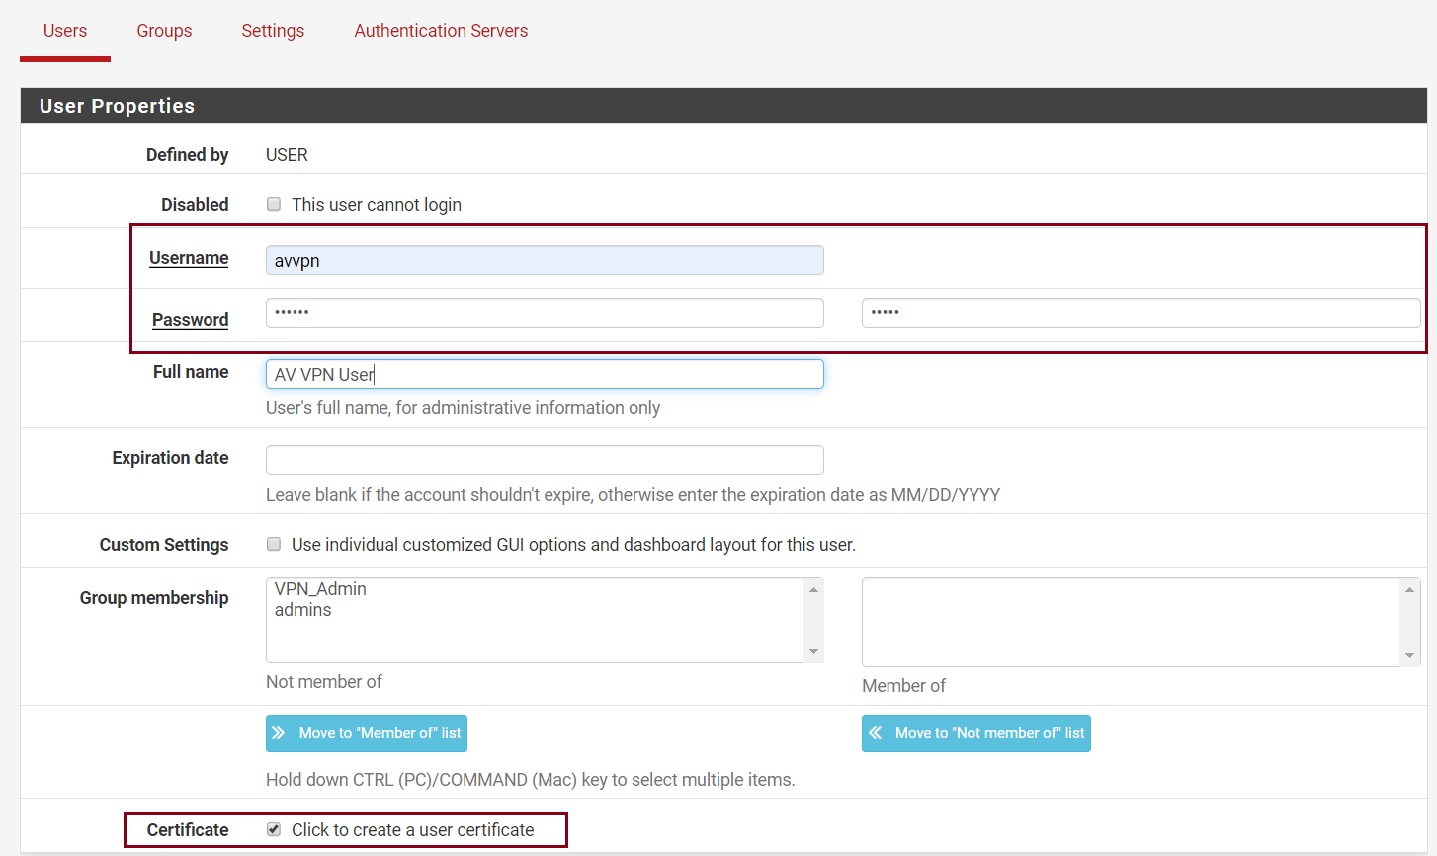 Users Groups Settings Authentication Servers
User Properties
Defined by USER
Disabled This user cannot login
Username avvpn
Password •••••• •••••
Full name AV VPN User
User's full name, for administrative information only
Expiration date
Leave blank if the account shouldn't expire, otherwise enter the expiration date as MM/DD/YYYY
Custom Settings Use individual customized GUI options and dashboard layout for this user.
Group membership VPN_Admin
admins
Not member of Member of
Move to "Member of" list Move to "Not member of" list
Hold down CTRL (PC)/COMMAND (Mac) key to select multiple items.
Certificate Click to create a user certificate